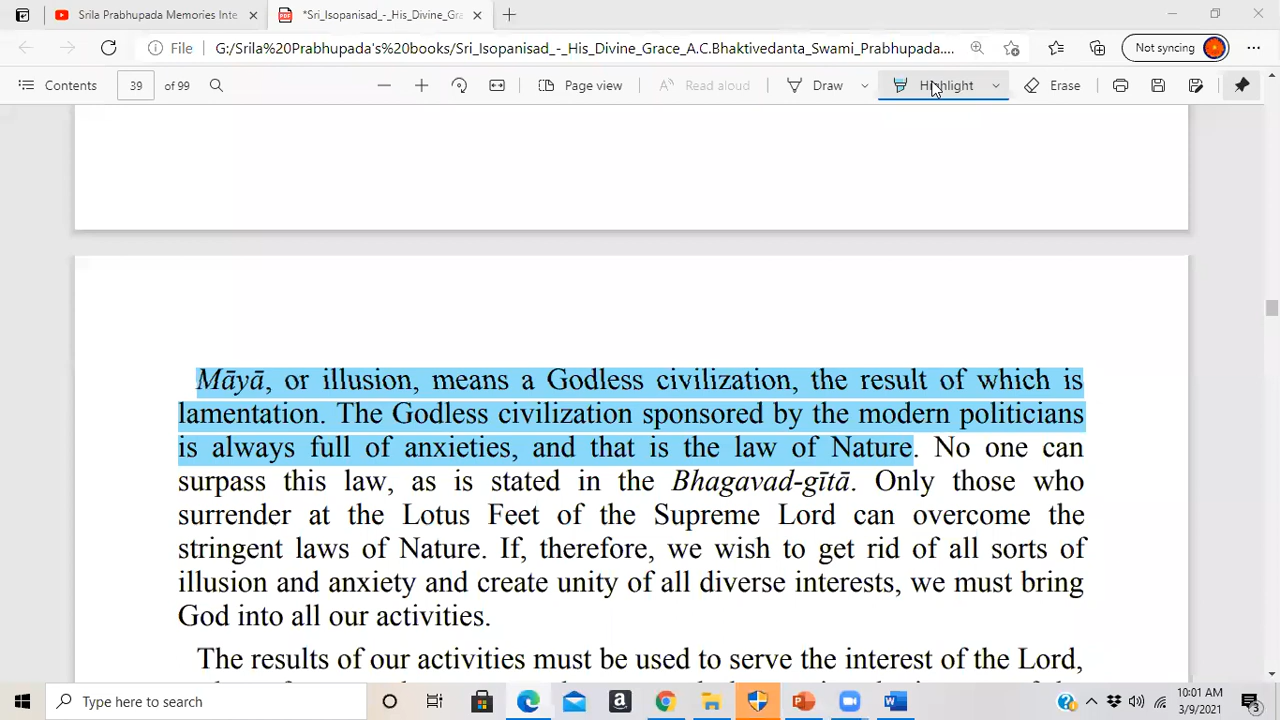 Srila Prabhupada Memories Inte
*Sri_Isopanisad_-_His_Divine_Gra
File
G:/Srila%20Prabhupada's%20books/Sri_Isopanisad_-_His_Divine_Grace_A.C.Bhaktivedanta_Swami_Prabhupada....
Not syncing
Contents
39
of 99
Page view
Read aloud
Draw
Highlight
Erase
Māyā, or illusion, means a Godless civilization, the result of which is
lamentation. The Godless civilization sponsored by the modern politicians
is always full of anxieties, and that is the law of Nature. No one can
surpass this law, as is stated in the Bhagavad-gītā. Only those who
surrender at the Lotus Feet of the Supreme Lord can overcome the
stringent laws of Nature. If, therefore, we wish to get rid of all sorts of
illusion and anxiety and create unity of all diverse interests, we must bring
God into all our activities.
The results of our activities must be used to serve the interest of the Lord,
Type here to search
10:01 AM
3/9/2021
3